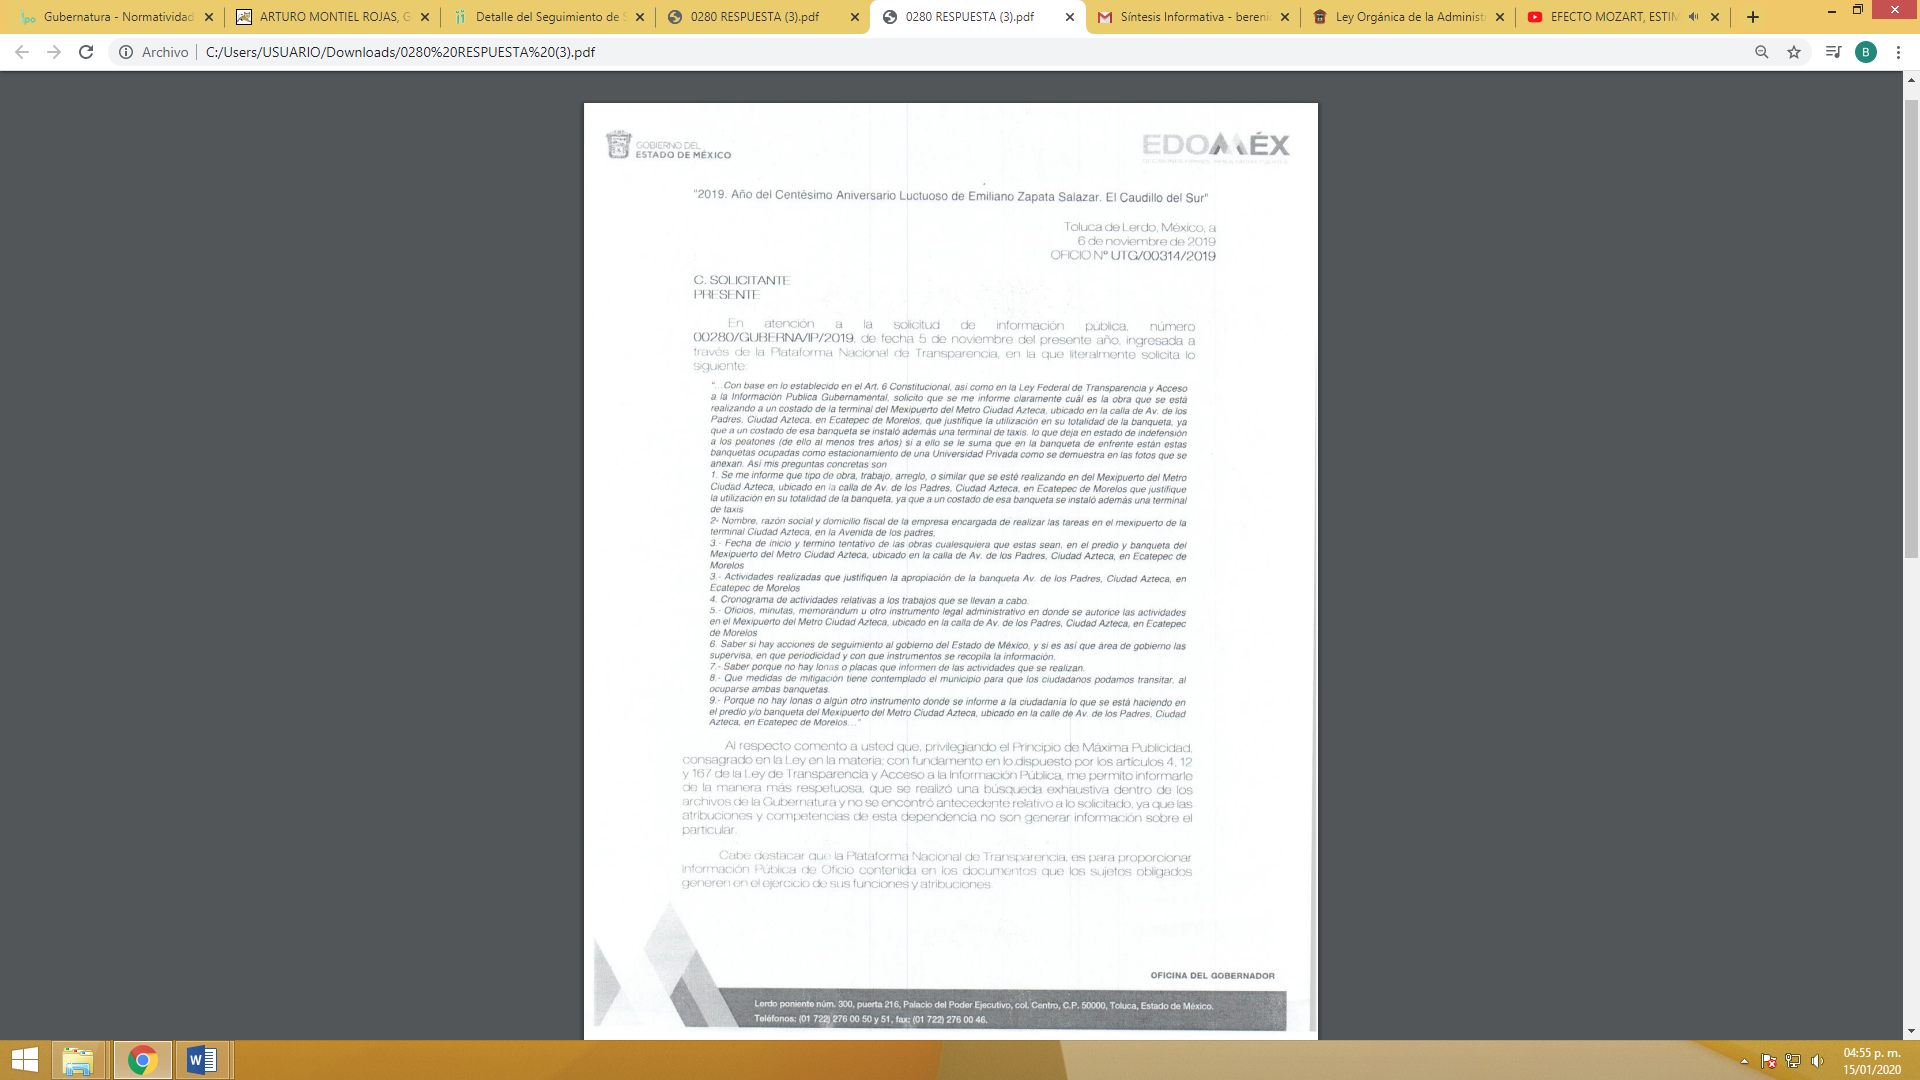 Gubernatura - Normatividad
ARTURO MONTIEL ROJAS, G
Detalle del Seguimiento de S
0280 RESPUESTA (3).pdf
0280 RESPUESTA (3).pdf
Síntesis Informativa - bereni
Ley Orgánica de la Administ
EFECTO MOZART, ESTIM
Archivo
C:/Users/USUARIO/Downloads/0280%20RESPUESTA%20(3).pdf
B
GOBIERNO DEL
ESTADO DE MÉXICO
EDOMÉX
"2019. Año del Centésimo Aniversario Luctuoso de Emiliano Zapata Salazar. El Caudillo del Sur"
Toluca de Lerdo, México, a
6 de noviembre de 2019
OFICIO Nº UTG/00314/2019
C. SOLICITANTE
PRESENTE
En atención a la solicitud de información pública, número
00280/GUBERNA/IP/2019, de fecha 5 de noviembre del presente año, ingresada a
través de la Plataforma Nacional de Transparencia, en la que literalmente solicita lo
siguiente:
"...Con base en lo establecido en el Art. 6 Constitucional, así como en la Ley Federal de Transparencia y Acceso
a la Información Publica Gubernamental, solicito que se me informe claramente cuál es la obra que se está
realizando a un costado de la terminal del Mexipuerto del Metro Ciudad Azteca, ubicado en la calla de Av. de los
Padres, Ciudad Azteca, en Ecatepec de Morelos, que justifique la utilización en su totalidad de la banqueta, ya
que a un costado de esa banqueta se instaló además una terminal de taxis, lo que deja en estado de indefensión
a los peatones (de ello al menos tres años) si a ello se le suma que en la banqueta de enfrente están estas
banquetas ocupadas como estacionamiento de una Universidad Privada como se demuestra en las fotos que se
anexan. Así mis preguntas concretas son
1. Se me informe que tipo de obra, trabajo, arreglo, o similar que se esté realizando en del Mexipuerto del Metro
Ciudad Azteca, ubicado en la calla de Av. de los Padres, Ciudad Azteca, en Ecatepec de Morelos que justifique
la utilización en su totalidad de la banqueta, ya que a un costado de esa banqueta se instaló además una terminal
de taxis
2- Nombre, razón social y domicilio fiscal de la empresa encargada de realizar las tareas en el mexipuerto de la
terminal Ciudad Azteca, en la Avenida de los padres,
3.- Fecha de inicio y termino tentativo de las obras cualesquiera que estas sean, en el predio y banqueta del
Mexipuerto del Metro Ciudad Azteca, ubicado en la calla de Av. de los Padres, Ciudad Azteca, en Ecatepec de
Morelos
3.- Actividades realizadas que justifiquen la apropiación de la banqueta Av. de los Padres, Ciudad Azteca, en
Ecatepec de Morelos
4. Cronograma de actividades relativas a los trabajos que se llevan a cabo.
5.- Oficios, minutas, memorándum u otro instrumento legal administrativo en donde se autorice las actividades
en el Mexipuerto del Metro Ciudad Azteca, ubicado en la calla de Av. de los Padres, Ciudad Azteca, en Ecatepec
de Morelos
6. Saber si hay acciones de seguimiento al gobierno del Estado de México, y si es así que área de gobierno las
supervisa, en que periodicidad y con que instrumentos se recopila la información.
7.- Saber porque no hay lonas o placas que informen de las actividades que se realizan.
8.- Que medidas de mitigación tiene contemplado el municipio para que los ciudadanos podamos transitar, al
ocuparse ambas banquetas.
9.- Porque no hay lonas o algún otro instrumento donde se informe a la ciudadanía lo que se está haciendo en
el predio y/o banqueta del Mexipuerto del Metro Ciudad Azteca, ubicado en la calle de Av. de los Padres, Ciudad
Azteca, en Ecatepec de Morelos..."
Al respecto comento a usted que, privilegiando el Principio de Máxima Publicidad,
consagrado en la Ley en la materia; con fundamento en lo dispuesto por los artículos 4, 12
y 167 de la Ley de Transparencia y Acceso a la Información Pública, me permito informarle
de la manera más respetuosa, que se realizó una búsqueda exhaustiva dentro de los
archivos de la Gubernatura y no se encontró antecedente relativo a lo solicitado, ya que las
atribuciones y competencias de esta dependencia no son generar información sobre el
particular.
Cabe destacar que la Plataforma Nacional de Transparencia, es para proporcionar
Información Pública de Oficio contenida en los documentos que los sujetos obligados
generen en el ejercicio de sus funciones y atribuciones.
OFICINA DEL GOBERNADOR
Lerdo poniente núm. 300, puerta 216, Palacio del Poder Ejecutivo, col. Centro, C.P. 50000, Toluca, Estado de México.
Teléfonos: (01 722) 276 00 50 y 51, fax: (01 722) 276 00 46.
04:55 p. m.
15/01/2020